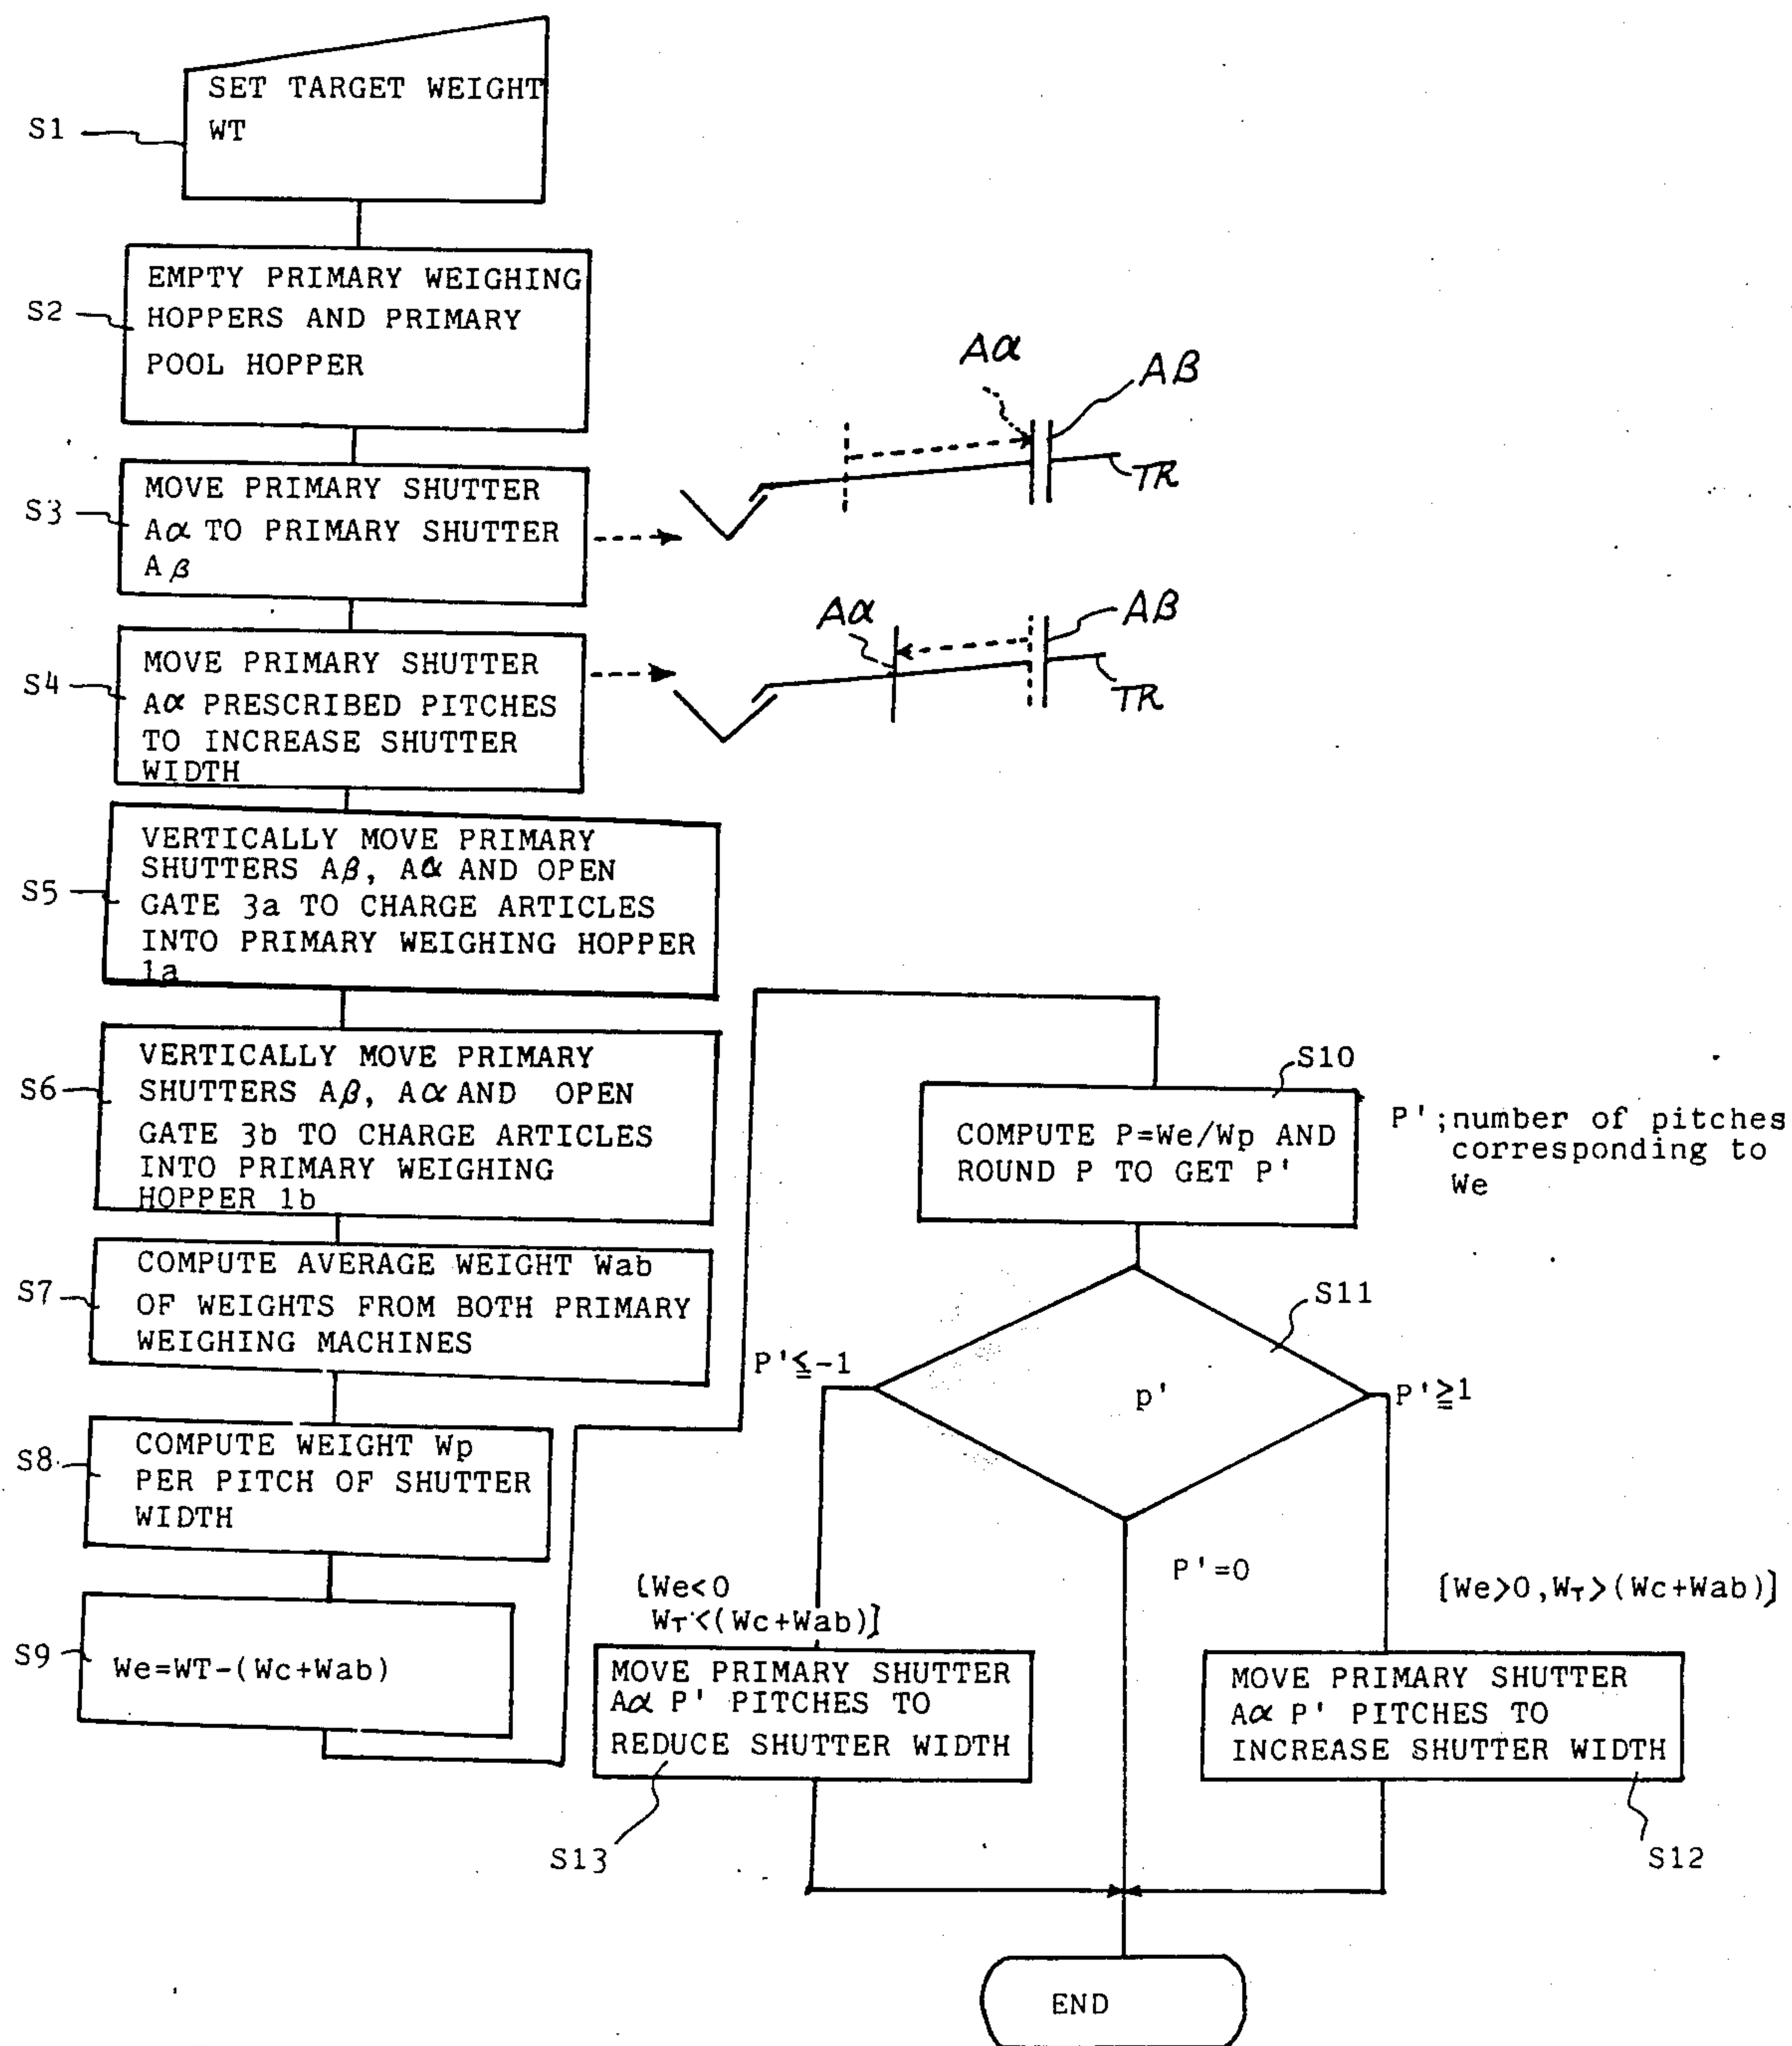 SET TARGET WEIGHT
WT
S1
EMPTY PRIMARY WEIGHING
HOPPERS AND PRIMARY
POOL HOPPER
S2
MOVE PRIMARY SHUTTER
Aα TO PRIMARY SHUTTER
Aβ
S3
Aα
Aβ
TR
MOVE PRIMARY SHUTTER
Aα PRESCRIBED PITCHES
TO INCREASE SHUTTER
WIDTH
S4
Aα
Aβ
TR
VERTICALLY MOVE PRIMARY
SHUTTERS Aβ, Aα AND OPEN
GATE 3a TO CHARGE ARTICLES
INTO PRIMARY WEIGHING HOPPER
1a
S5
VERTICALLY MOVE PRIMARY
SHUTTERS Aβ, Aα AND OPEN
GATE 3b TO CHARGE ARTICLES
INTO PRIMARY WEIGHING
HOPPER 1b
S6
COMPUTE AVERAGE WEIGHT Wab
OF WEIGHTS FROM BOTH PRIMARY
WEIGHING MACHINES
S7
COMPUTE WEIGHT Wp
PER PITCH OF SHUTTER
WIDTH
S8
We=WT-(Wc+Wab)
S9
S10
COMPUTE P=We/Wp AND
ROUND P TO GET P'
P';number of pitches
corresponding to
We
S11
P'≦-1
p'
P'≧1
P'=0
[We<0
WT<(Wc+Wab)]
[We>0,WT>(Wc+Wab)]
MOVE PRIMARY SHUTTER
Aα P' PITCHES TO
REDUCE SHUTTER WIDTH
S13
MOVE PRIMARY SHUTTER
Aα P' PITCHES TO
INCREASE SHUTTER WIDTH
S12
END